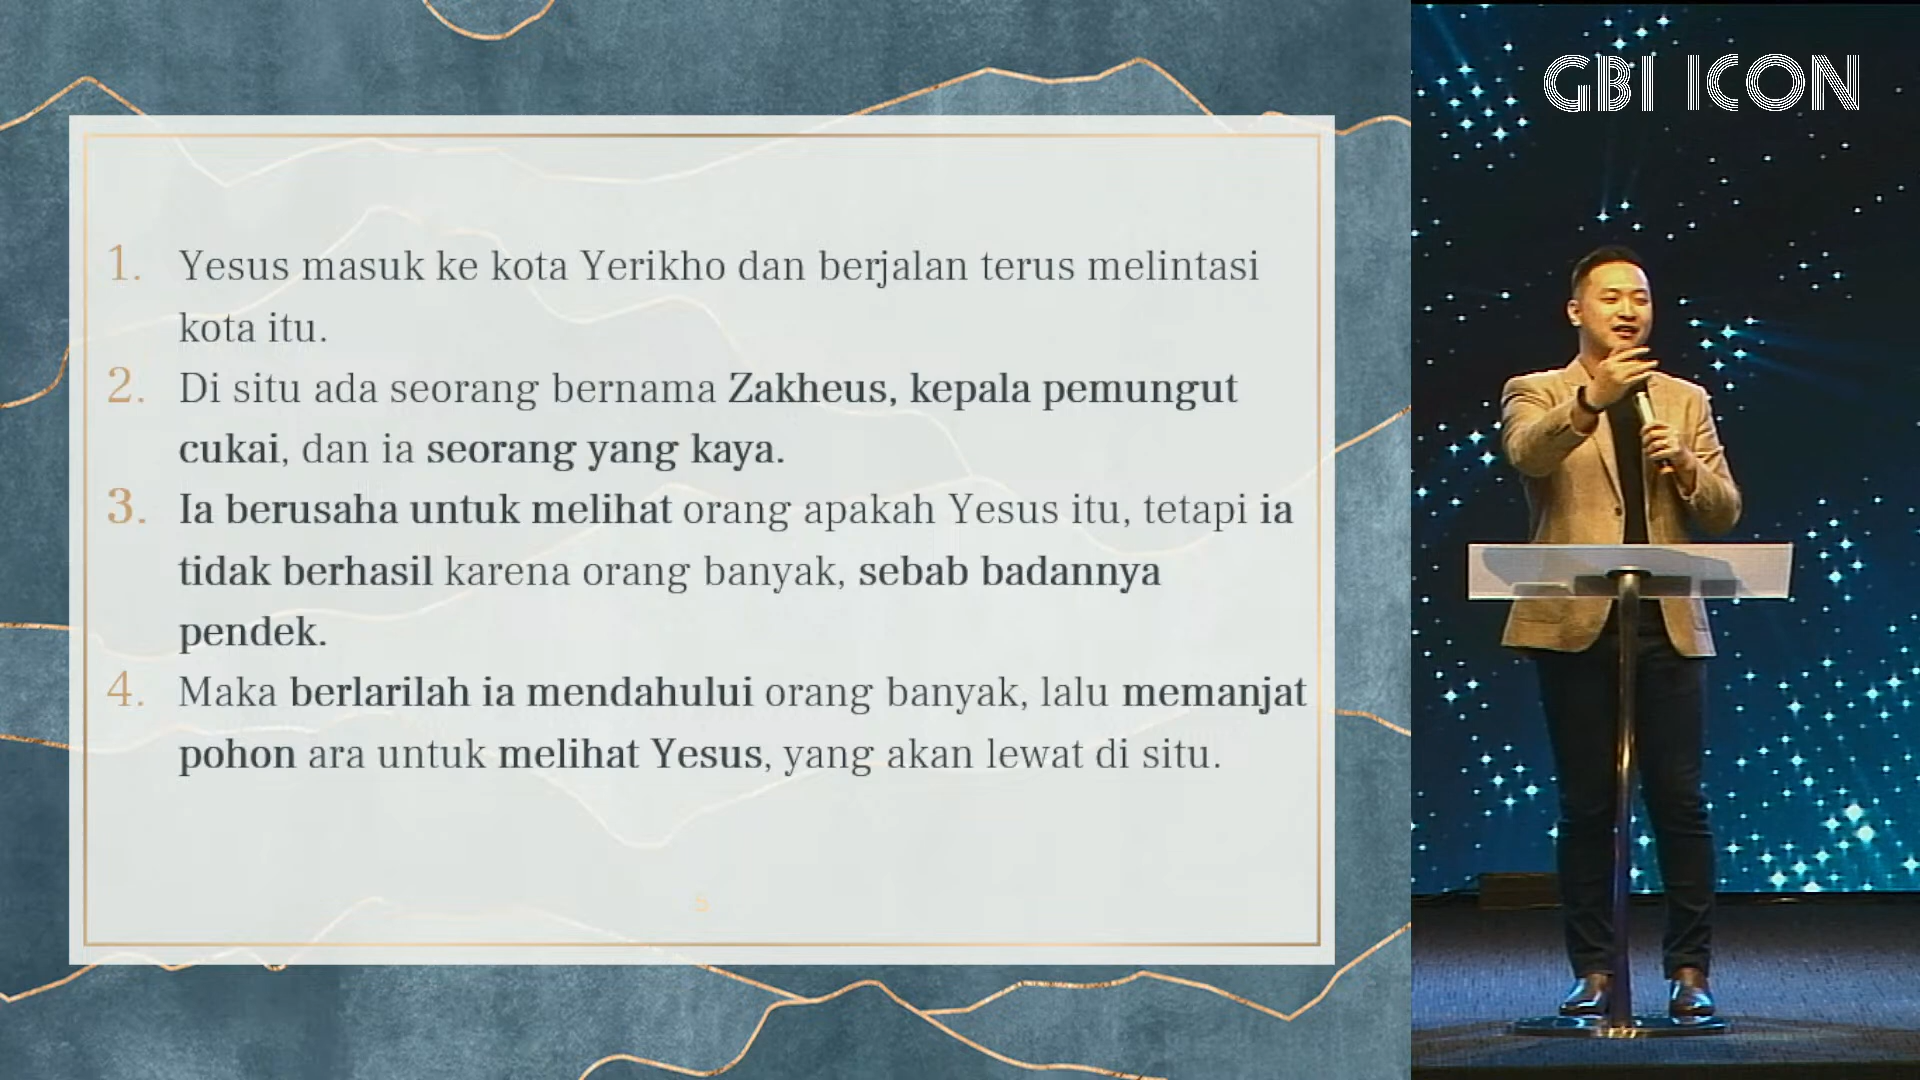 1. Yesus masuk ke kota Yerikho dan berjalan terus melintasi
kota itu.
2. Di situ ada seorang bernama Zakheus, kepala pemungut
cukai, dan ia seorang yang kaya.
3. Ia berusaha untuk melihat orang apakah Yesus itu, tetapi ia
tidak berhasil karena orang banyak, sebab badannya
pendek.
4. Maka berlarilah ia mendahului orang banyak, lalu memanjat
pohon ara untuk melihat Yesus, yang akan lewat di situ.
5
GBI ICON